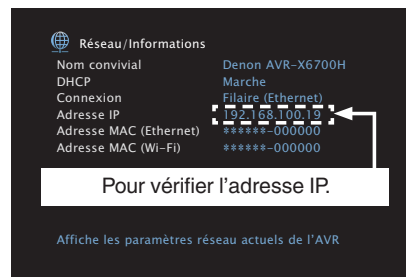 Réseau/Informations
Nom convivial Denon AVR-X6700H
DHCP Marche
Connexion Filaire (Ethernet)
Adresse IP 192.168.100.19
Adresse MAC (Ethernet) ******-000000
Adresse MAC (Wi-Fi) ******-000000
Pour vérifier l'adresse IP.
Affiche les paramètres réseau actuels de l'AVR